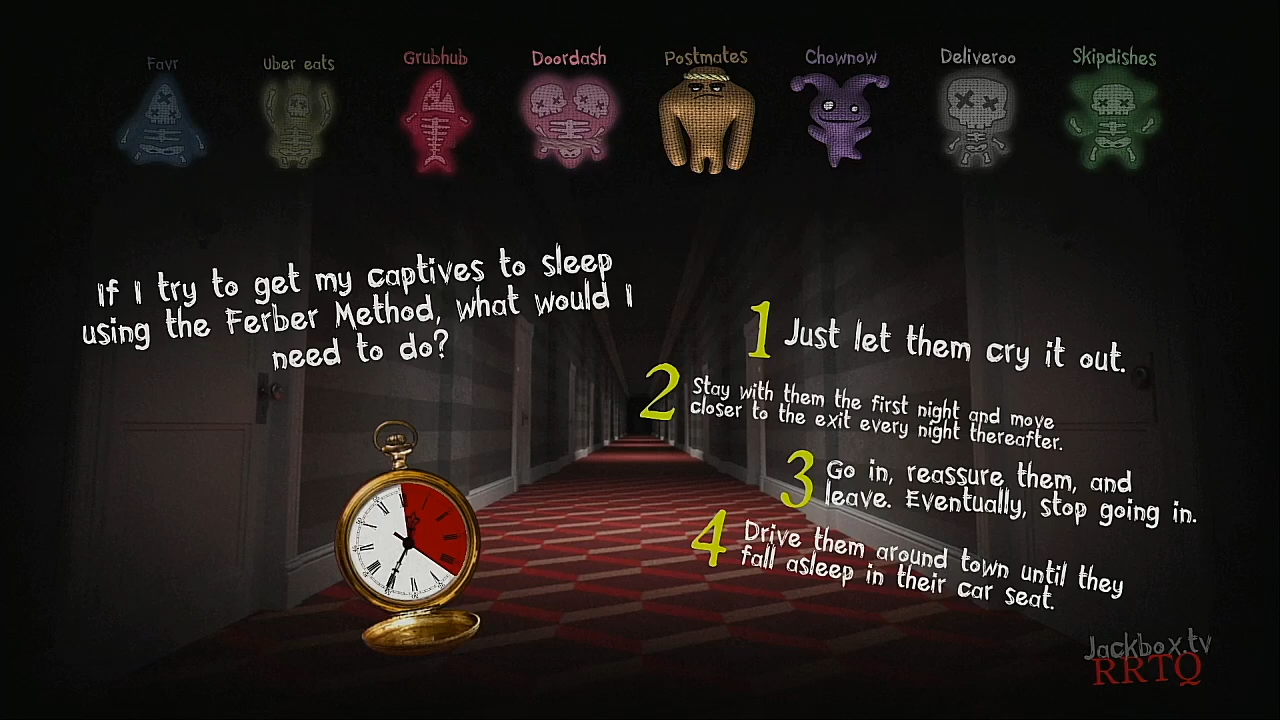 Favr
Uber eats
Grubhub
Doordash
Postmates
Chownow
Deliveroo
Skipdishes
If I try to get my captives to sleep
using the Ferber Method, what would I
need to do?
1 Just let them cry it out.
2 Stay with them the first night and move
closer to the exit every night thereafter.
3 Go in, reassure them, and
leave. Eventually, stop going in.
4 Drive them around town until they
fall asleep in their car seat.
Jackbox.tv
RRTQ